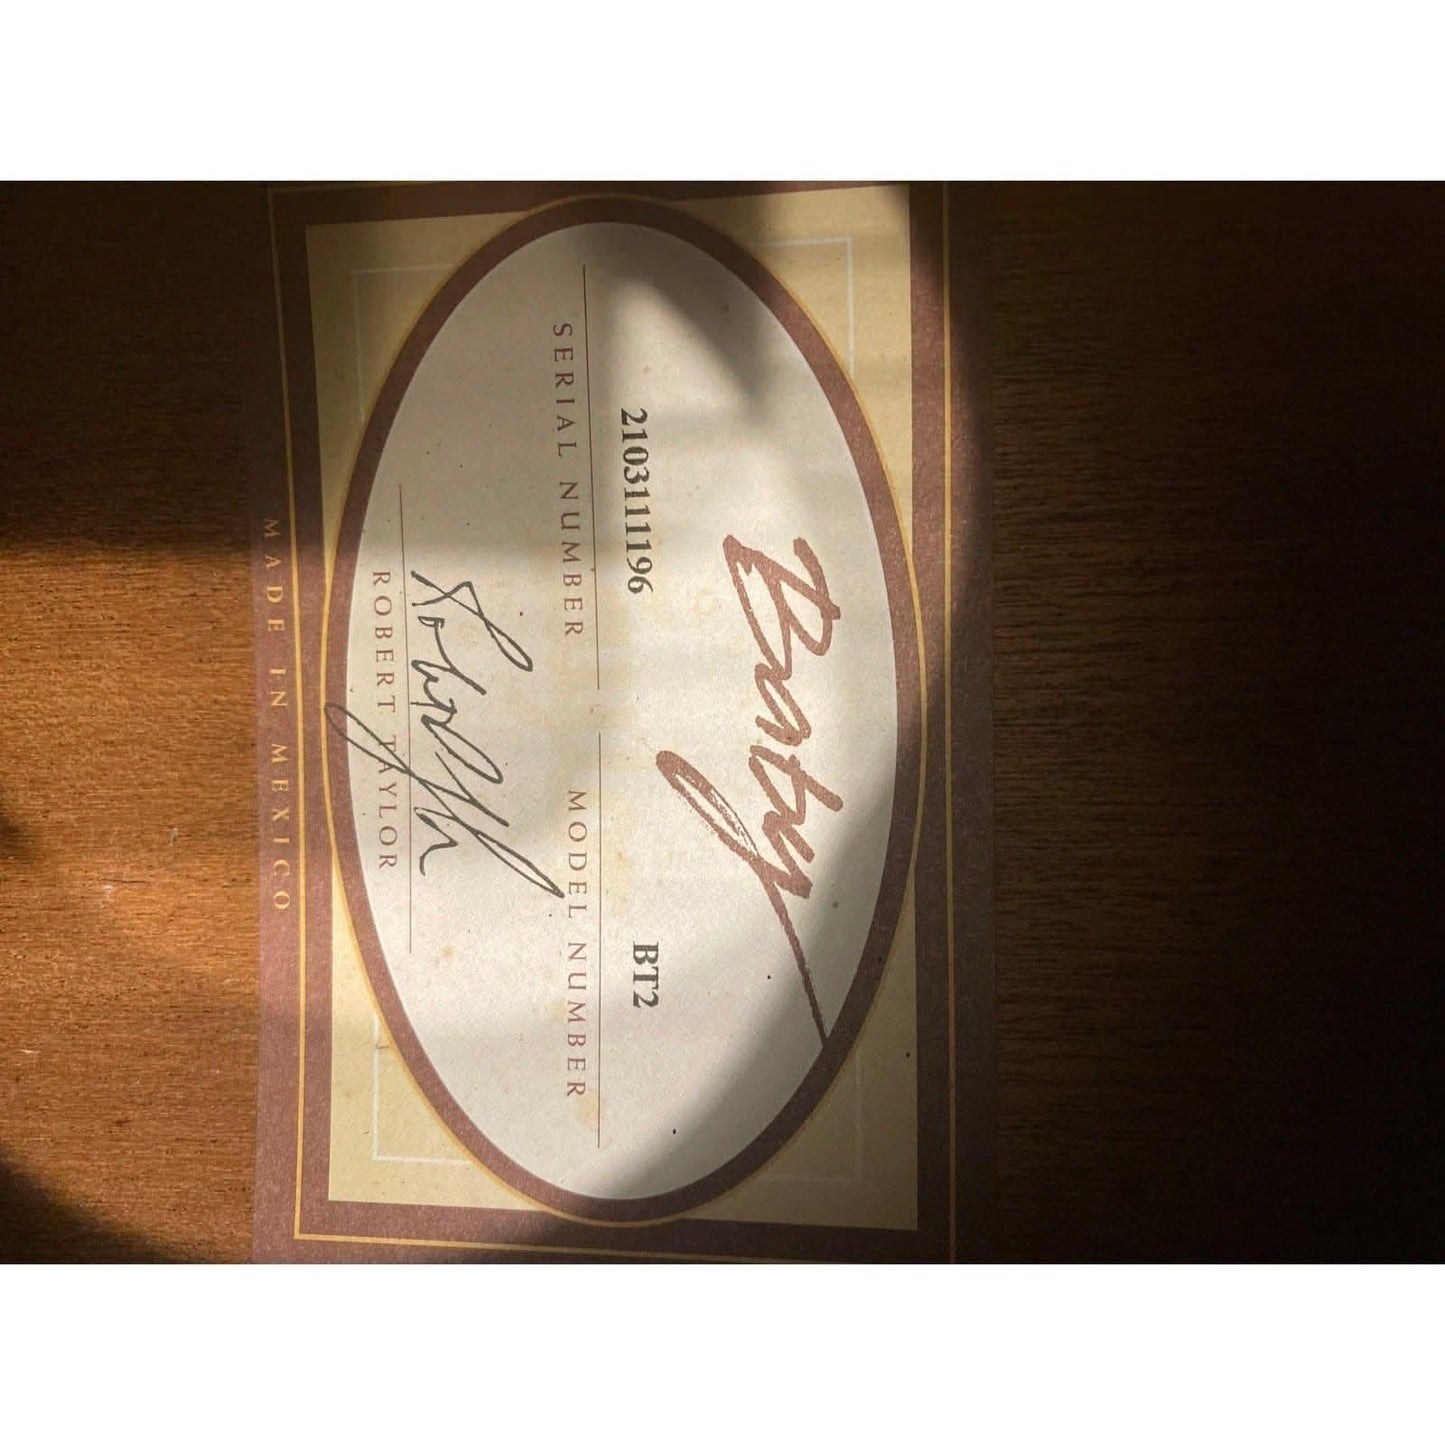 Baby
2103111196 BT2
SERIAL NUMBER MODEL NUMBER
ROBERT TAYLOR
MADE IN MEXICO